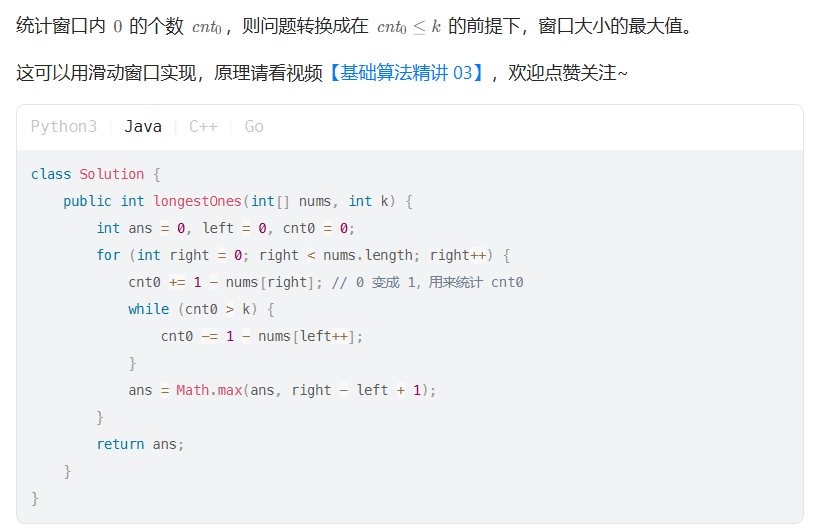 统计窗口内 0 的个数 cnt₀，则问题转换成在 cnt₀ ≤ k 的前提下，窗口大小的最大值。
这可以用滑动窗口实现，原理请看视频【基础算法精讲 03】，欢迎点赞关注~
Python3 | Java | C++ | Go
class Solution {
    public int longestOnes(int[] nums, int k) {
        int ans = 0, left = 0, cnt0 = 0;
        for (int right = 0; right < nums.length; right++) {
            cnt0 += 1 - nums[right]; // 0 变成 1，用来统计 cnt0
            while (cnt0 > k) {
                cnt0 -= 1 - nums[left++];
            }
            ans = Math.max(ans, right - left + 1);
        }
        return ans;
    }
}